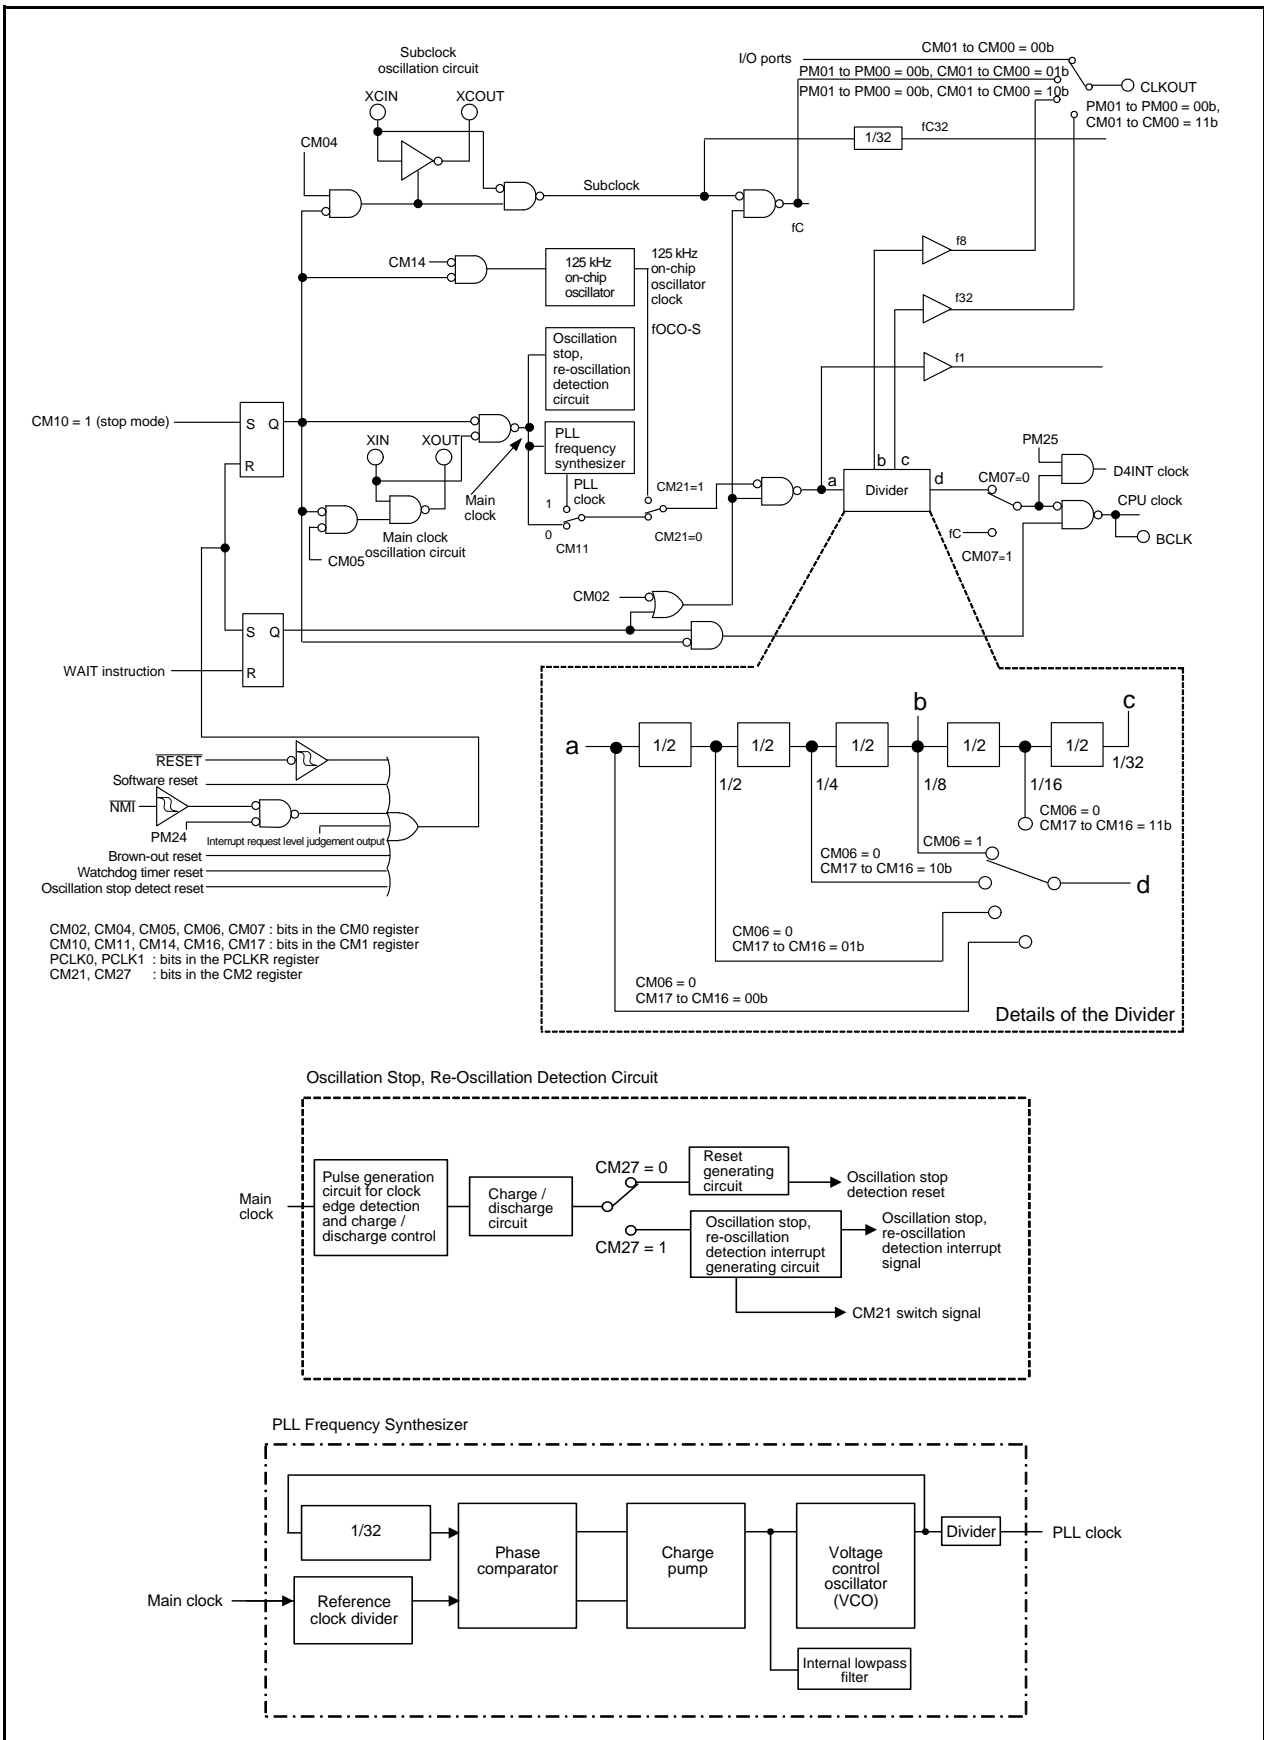 Subclock
oscillation circuit
XCIN
XCOUT
CM04
Subclock
I/O ports
CM01 to CM00 = 00b
PM01 to PM00 = 00b, CM01 to CM00 = 01b
PM01 to PM00 = 00b, CM01 to CM00 = 10b
CLKOUT
PM01 to PM00 = 00b,
CM01 to CM00 = 11b
1/32
fC32
fC
CM14
125 kHz
on-chip
oscillator
125 kHz
on-chip
oscillator
clock
fOCO-S
f8
f32
f1
Oscillation
stop,
re-oscillation
detection
circuit
CM10 = 1 (stop mode)
S
Q
R
XIN
XOUT
PLL
frequency
synthesizer
Main
clock
PLL
clock
1
0
CM11
CM21=1
CM21=0
Main clock
oscillation circuit
CM05
a
b
c
d
Divider
PM25
D4INT clock
CM07=0
CPU clock
fC
CM07=1
BCLK
CM02
S
Q
R
WAIT instruction
RESET
Software reset
NMI
PM24
Interrupt request level judgement output
Brown-out reset
Watchdog timer reset
Oscillation stop detect reset
a
1/2
1/2
1/2
b
1/2
1/2
c
1/2
1/4
1/8
1/16
1/32
CM06 = 0
CM17 to CM16 = 11b
CM06 = 1
CM06 = 0
CM17 to CM16 = 10b
d
CM06 = 0
CM17 to CM16 = 01b
CM06 = 0
CM17 to CM16 = 00b
Details of the Divider
CM02, CM04, CM05, CM06, CM07 : bits in the CM0 register
CM10, CM11, CM14, CM16, CM17 : bits in the CM1 register
PCLK0, PCLK1 : bits in the PCLKR register
CM21, CM27 : bits in the CM2 register
Oscillation Stop, Re-Oscillation Detection Circuit
Main
clock
Pulse generation
circuit for clock
edge detection
and charge /
discharge control
Charge /
discharge
circuit
CM27 = 0
CM27 = 1
Reset
generating
circuit
Oscillation stop
detection reset
Oscillation stop,
re-oscillation
detection interrupt
generating circuit
Oscillation stop,
re-oscillation
detection interrupt
signal
CM21 switch signal
PLL Frequency Synthesizer
1/32
Main clock
Reference
clock divider
Phase
comparator
Charge
pump
Voltage
control
oscillator
(VCO)
Divider
PLL clock
Internal lowpass
filter